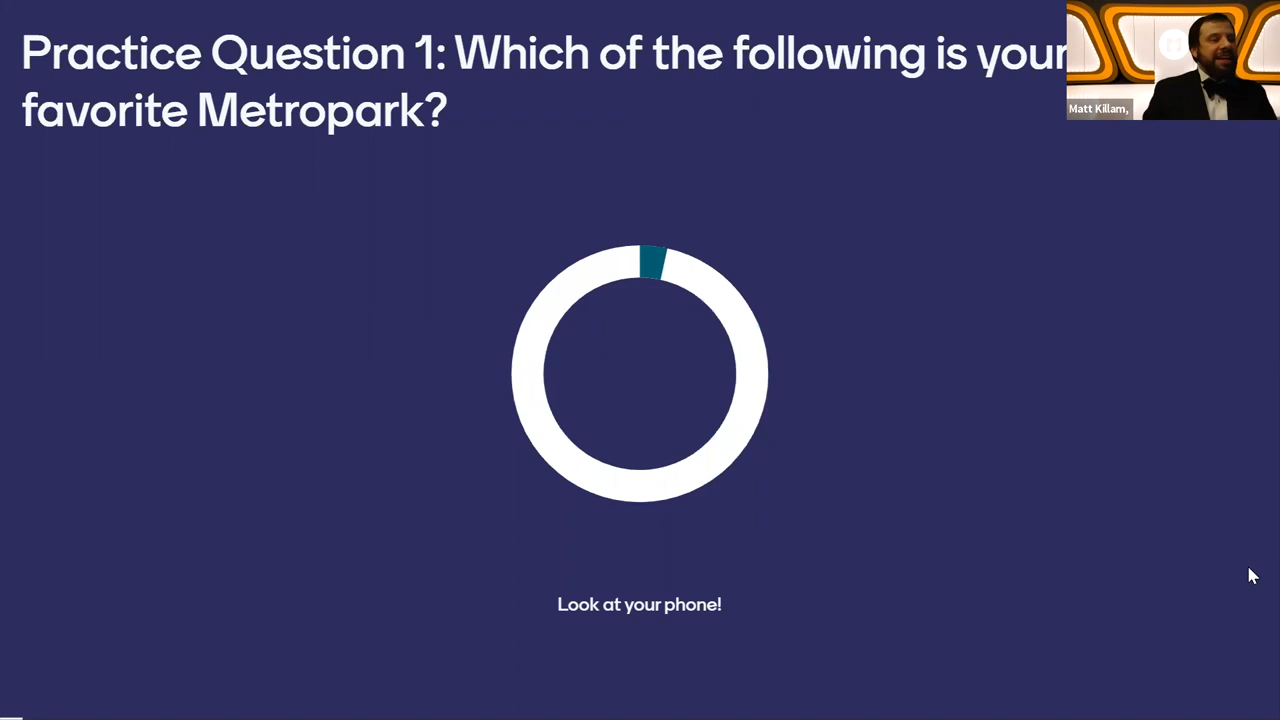 Practice Question 1: Which of the following is your
favorite Metropark?
Matt Killam,
Look at your phone!